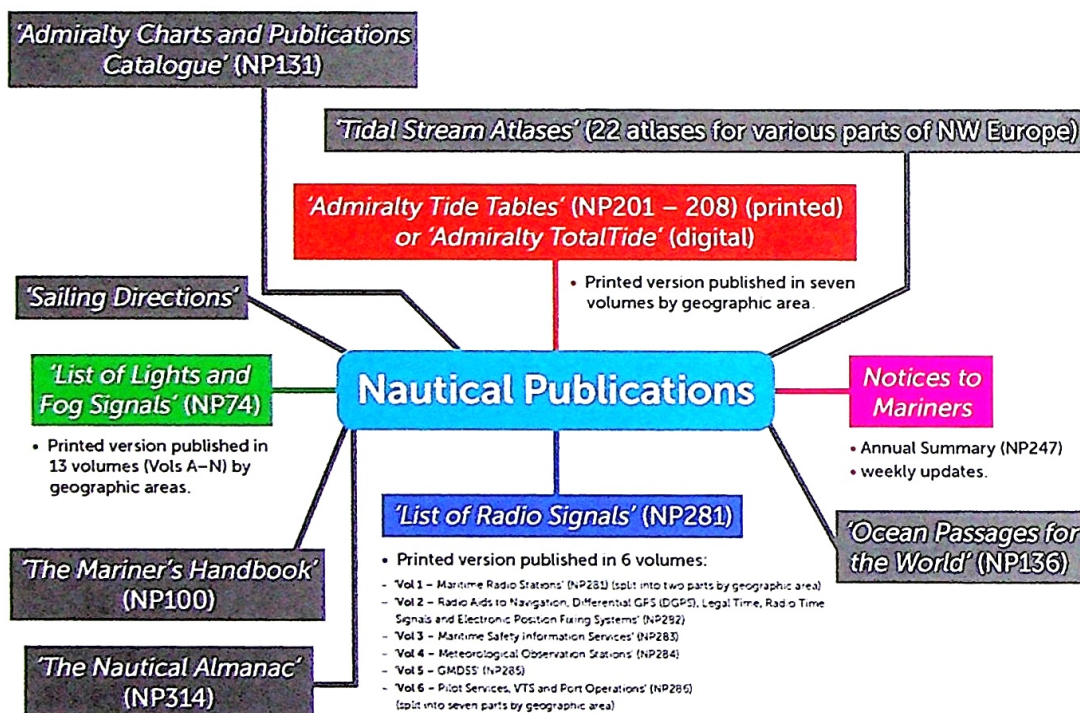 'Admiralty Charts and Publications
Catalogue' (NP131)
'Tidal Stream Atlases' (22 atlases for various parts of NW Europe)
'Admiralty Tide Tables' (NP201 – 208) (printed)
or 'Admiralty TotalTide' (digital)
• Printed version published in seven
volumes by geographic area.
'Sailing Directions'
'List of Lights and
Fog Signals' (NP74)
• Printed version published in
13 volumes (Vols A–N) by
geographic areas.
Nautical Publications
Notices to
Mariners
• Annual Summary (NP247)
• weekly updates.
'List of Radio Signals' (NP281)
• Printed version published in 6 volumes:
– 'Vol 1 – Maritime Radio Stations' (NP281) (split into two parts by geographic area)
– 'Vol 2 – Radio Aids to Navigation, Differential GPS (DGPS), Legal Time, Radio Time
Signals and Electronic Position Fixing Systems' (NP282)
– 'Vol 3 – Maritime Safety Information Services' (NP283)
– 'Vol 4 – Meteorological Observation Stations' (NP284)
– 'Vol 5 – GMDSS' (NP285)
– 'Vol 6 – Pilot Services, VTS and Port Operations' (NP286)
(split into seven parts by geographic area)
'Ocean Passages for
the World' (NP136)
'The Mariner's Handbook'
(NP100)
'The Nautical Almanac'
(NP314)